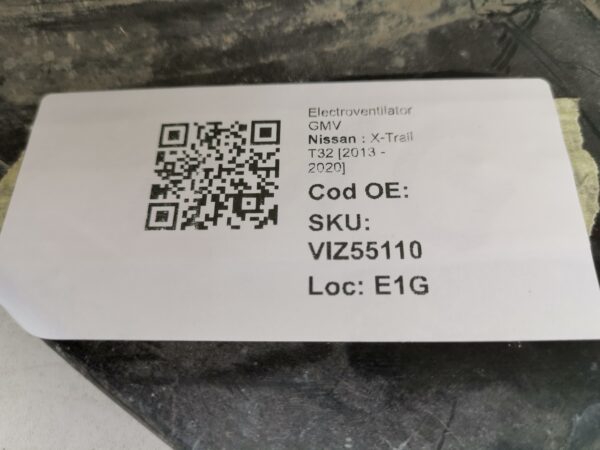 Electroventilator
GMV
Nissan : X-Trail
T32 [2013 -
2020]
Cod OE:
SKU:
VIZ55110
Loc: E1G